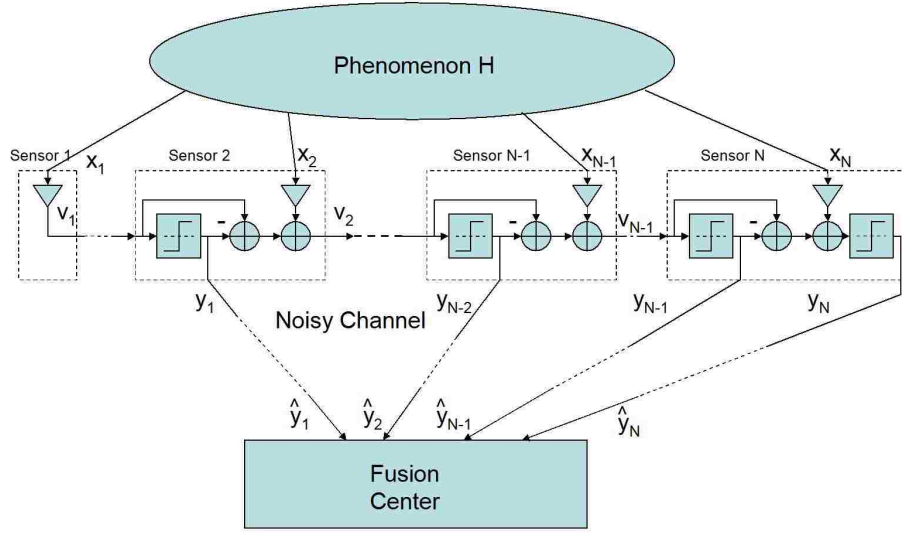 Phenomenon H
Sensor 1
Sensor 2
Sensor N-1
Sensor N
x1
x2
xN-1
xN
v1
-
v2
-
vN-1
-
y1
yN-2
yN-1
yN
Noisy Channel
ŷ1
ŷ2
ŷN-1
ŷN
Fusion
Center